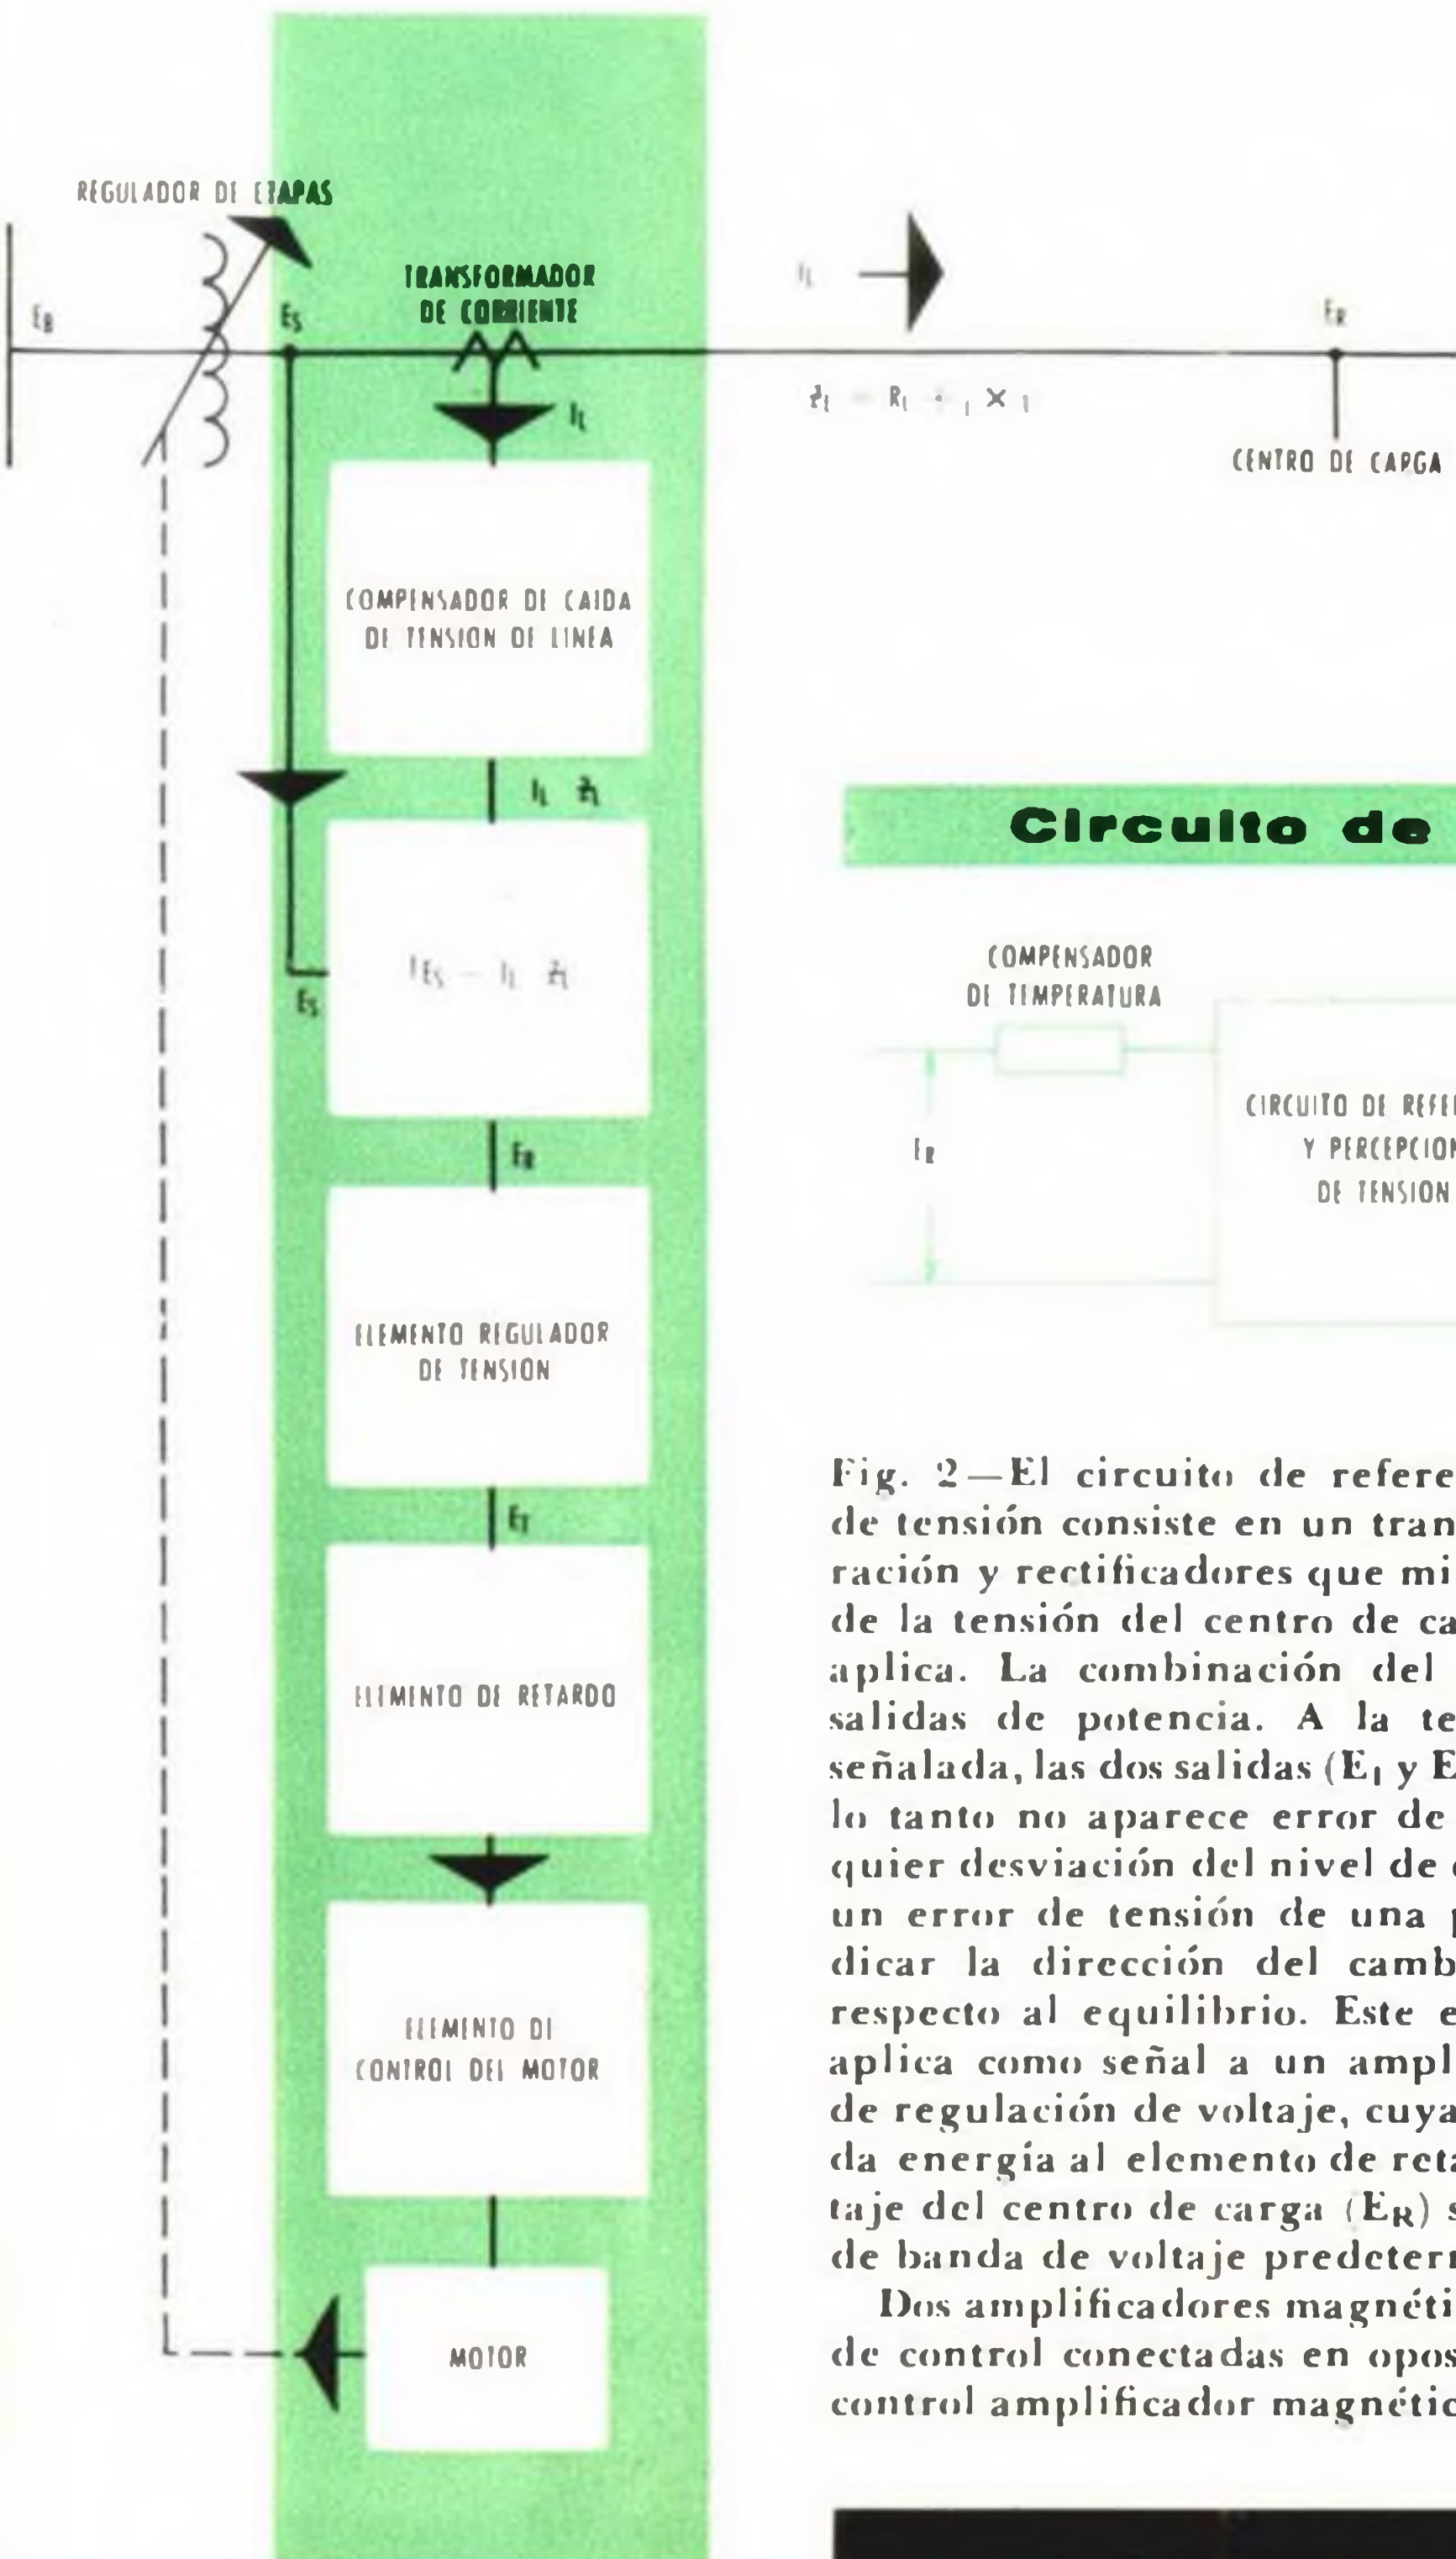 REGULADOR DE ETAPAS
TRANSFORMADOR
DE CORRIENTE
EB
ES
IL
ER
IL
CENTRO DE CARGA
COMPENSADOR DE CAIDA
DE TENSION DE LINEA
IL ZL
ES
ER
ELEMENTO REGULADOR
DE TENSION
ET
ELEMENTO DE RETARDO
ELEMENTO DE
CONTROL DEL MOTOR
MOTOR
Circuito de
COMPENSADOR
DE TEMPERATURA
ER
CIRCUITO DE REFE
Y PERCEPCION
DE TENSION
Fig. 2—El circuito de refere
de tensión consiste en un tran
ración y rectificadores que mi
de la tensión del centro de ca
aplica. La combinación del
salidas de potencia. A la te
señalada, las dos salidas (E1 y E
lo tanto no aparece error de
quier desviación del nivel de
un error de tensión de una
dicar la dirección del camb
respecto al equilibrio. Este e
aplica como señal a un ampl
de regulación de voltaje, cuya
da energía al elemento de reta
taje del centro de carga (ER) s
de banda de voltaje predeter
Dos amplificadores magnéti
de control conectadas en opos
control amplificador magnétic